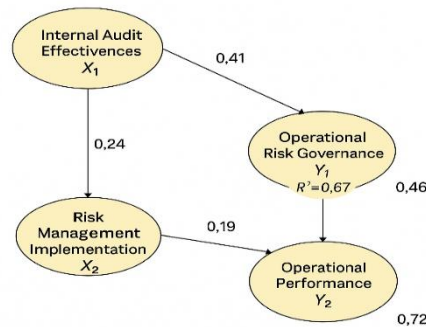 Internal Audit
Effectivences
X1
0,41
0,24
Operational
Risk Governance
Y1
R²=0,67
0,46
Risk
Management
Implementation
X2
0,19
Operational
Performance
Y2
0,72